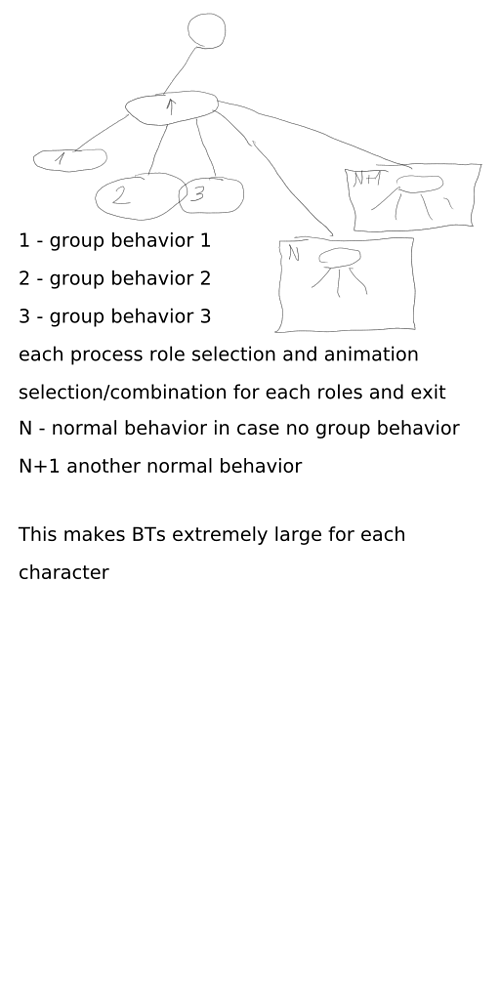 ↑
1
2
3
N+1
N
1 - group behavior 1
2 - group behavior 2
3 - group behavior 3
each process role selection and animation
selection/combination for each roles and exit
N - normal behavior in case no group behavior
N+1 another normal behavior
This makes BTs extremely large for each
character